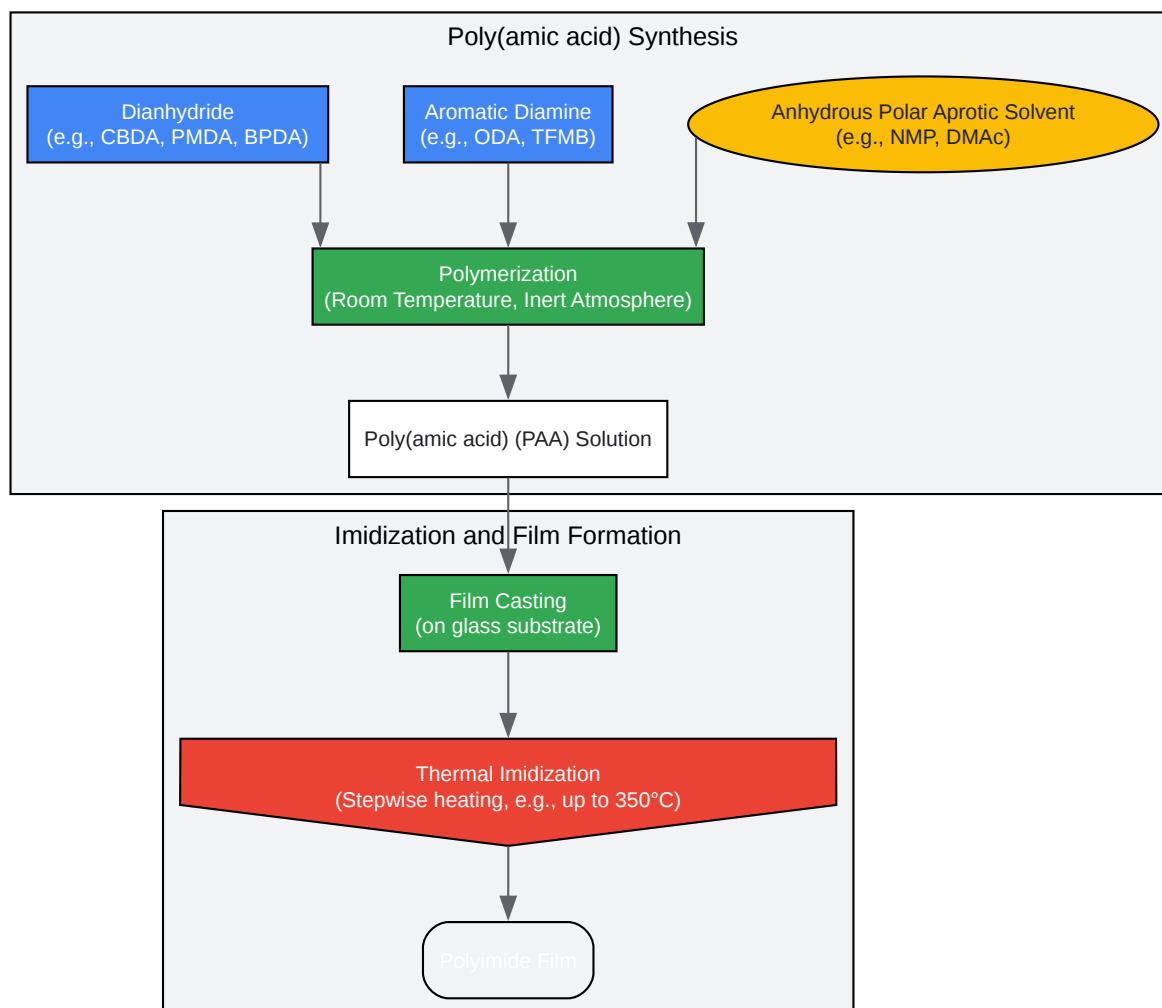 Poly(amic acid) Synthesis
Dianhydride
(e.g., CBDA, PMDA, BPDA)
Aromatic Diamine
(e.g., ODA, TFMB)
Anhydrous Polar Aprotic Solvent
(e.g., NMP, DMAc)
Polymerization
(Room Temperature, Inert Atmosphere)
Poly(amic acid) (PAA) Solution
Imidization and Film Formation
Film Casting
(on glass substrate)
Thermal Imidization
(Stepwise heating, e.g., up to 350°C)
Polyimide Film